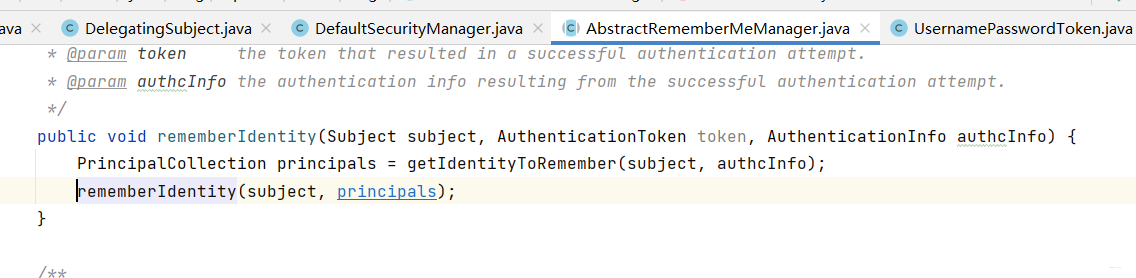 ava DelegatingSubject.java DefaultSecurityManager.java AbstractRememberMeManager.java UsernamePasswordToken.java
* @param token     the token that resulted in a successful authentication attempt.
* @param authcInfo the authentication info resulting from the successful authentication attempt.
*/
public void rememberIdentity(Subject subject, AuthenticationToken token, AuthenticationInfo authcInfo) {
PrincipalCollection principals = getIdentityToRemember(subject, authcInfo);
rememberIdentity(subject, principals);
}
/**